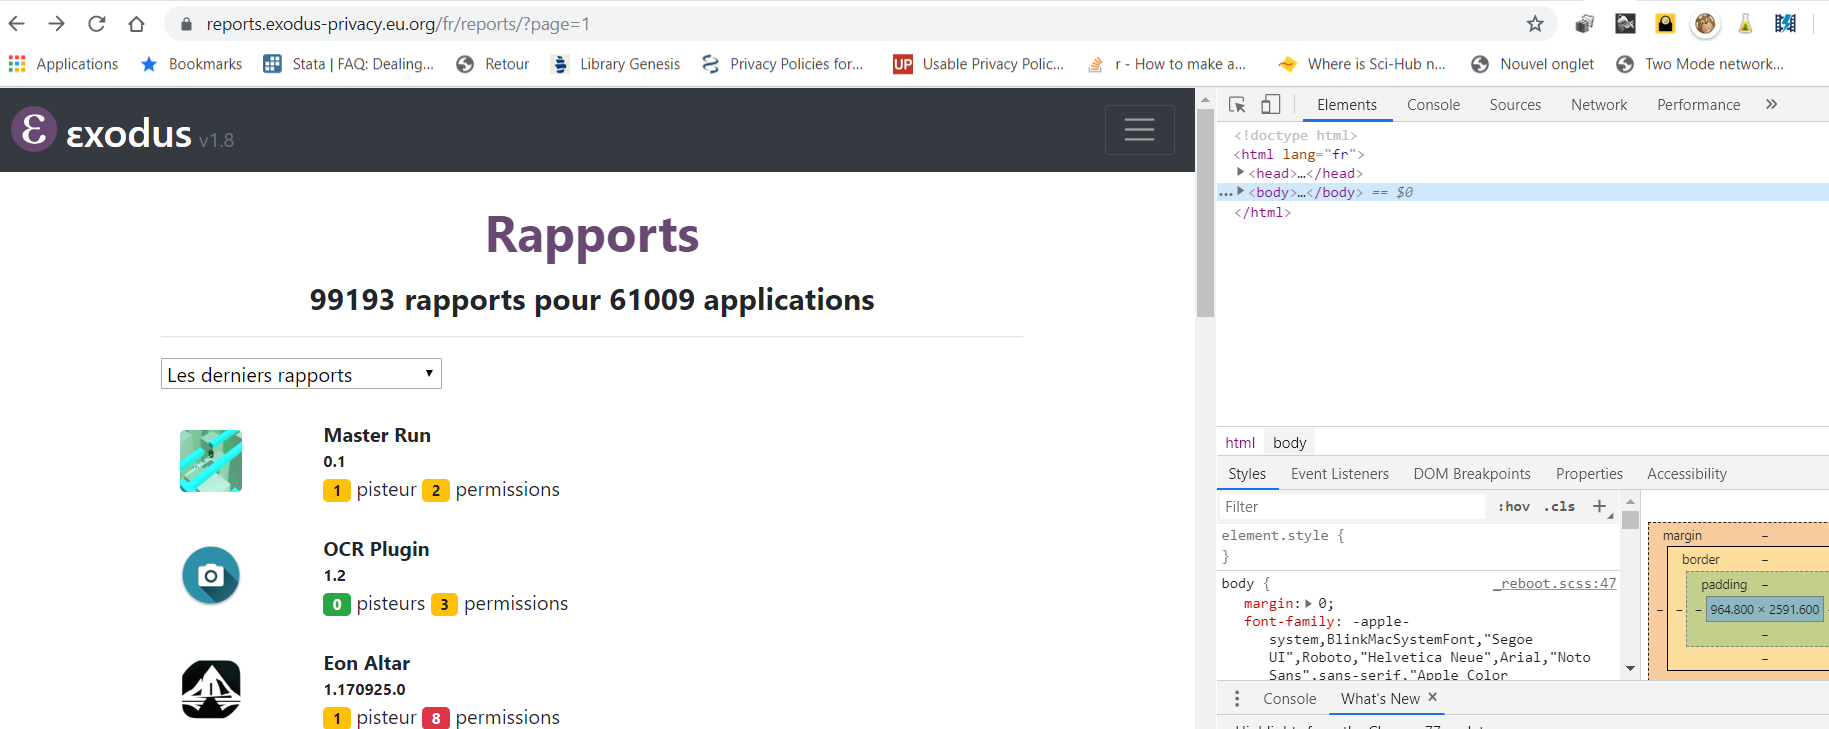 reports.exodus-privacy.eu.org/fr/reports/?page=1
Applications Bookmarks Stata | FAQ: Dealing... Retour Library Genesis Privacy Policies for... UP Usable Privacy Polic... r - How to make a... Where is Sci-Hub n... Nouvel onglet Two Mode network...
εxodus v1.8
Rapports
99193 rapports pour 61009 applications
Les derniers rapports
Master Run
0.1
1 pisteur 2 permissions
OCR Plugin
1.2
0 pisteurs 3 permissions
Eon Altar
1.170925.0
1 pisteur 8 permissions
Elements Console Sources Network Performance »
<!doctype html>
<html lang="fr">
<head>…</head>
... <body>…</body> == $0
</html>
html body
Styles Event Listeners DOM Breakpoints Properties Accessibility
Filter :hov .cls +
element.style {
}
body { _reboot.scss:47
margin: 0;
font-family: -apple-
system,BlinkMacSystemFont,"Segoe
UI",Roboto,"Helvetica Neue",Arial,"Noto
Sans",sans-serif,"Apple Color
margin –
border –
padding –
– – – 964.800 × 2591.600
–
–
Console What's New ×